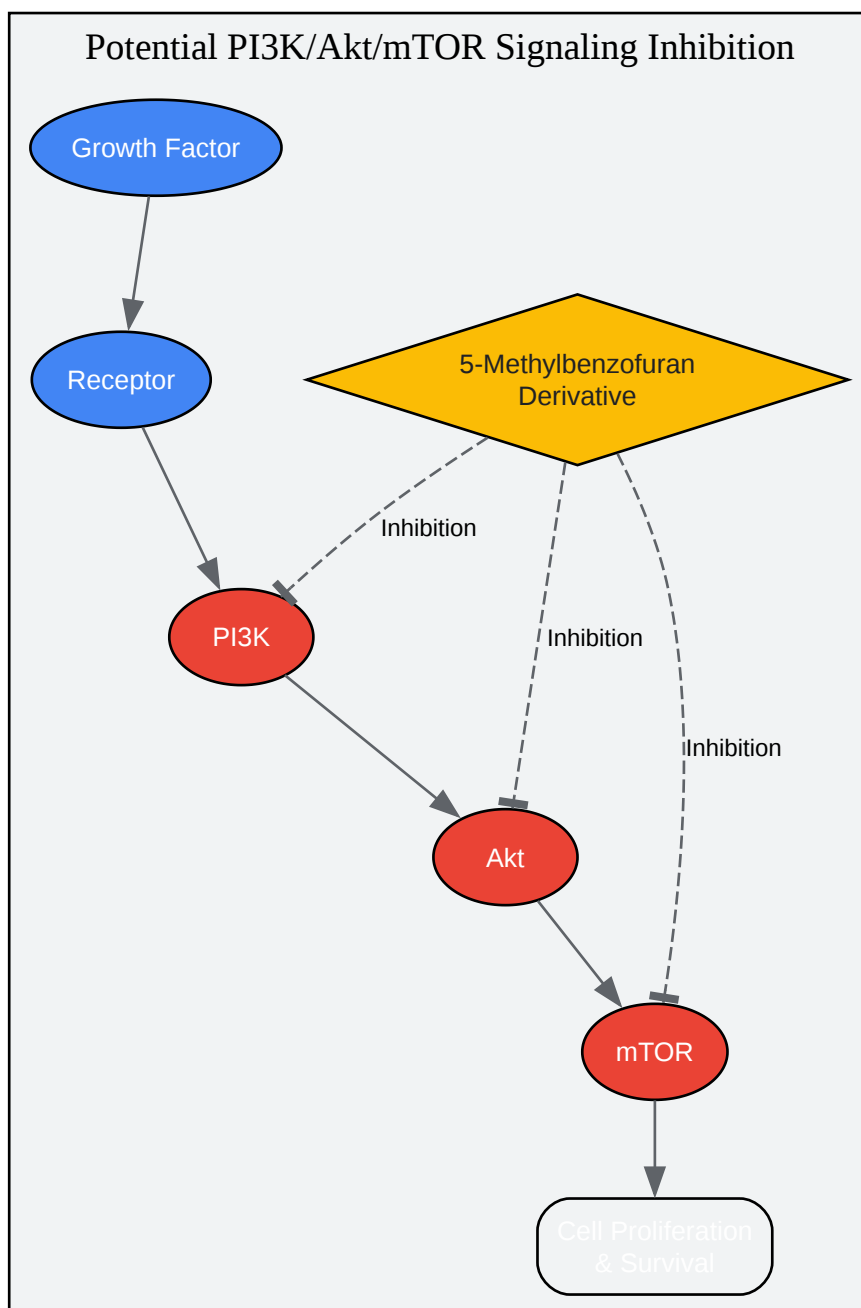 Potential PI3K/Akt/mTOR Signaling Inhibition
Growth Factor
Receptor
5-Methylbenzofuran
Derivative
Inhibition
PI3K
Inhibition
Inhibition
Akt
mTOR
Cell Proliferation
& Survival